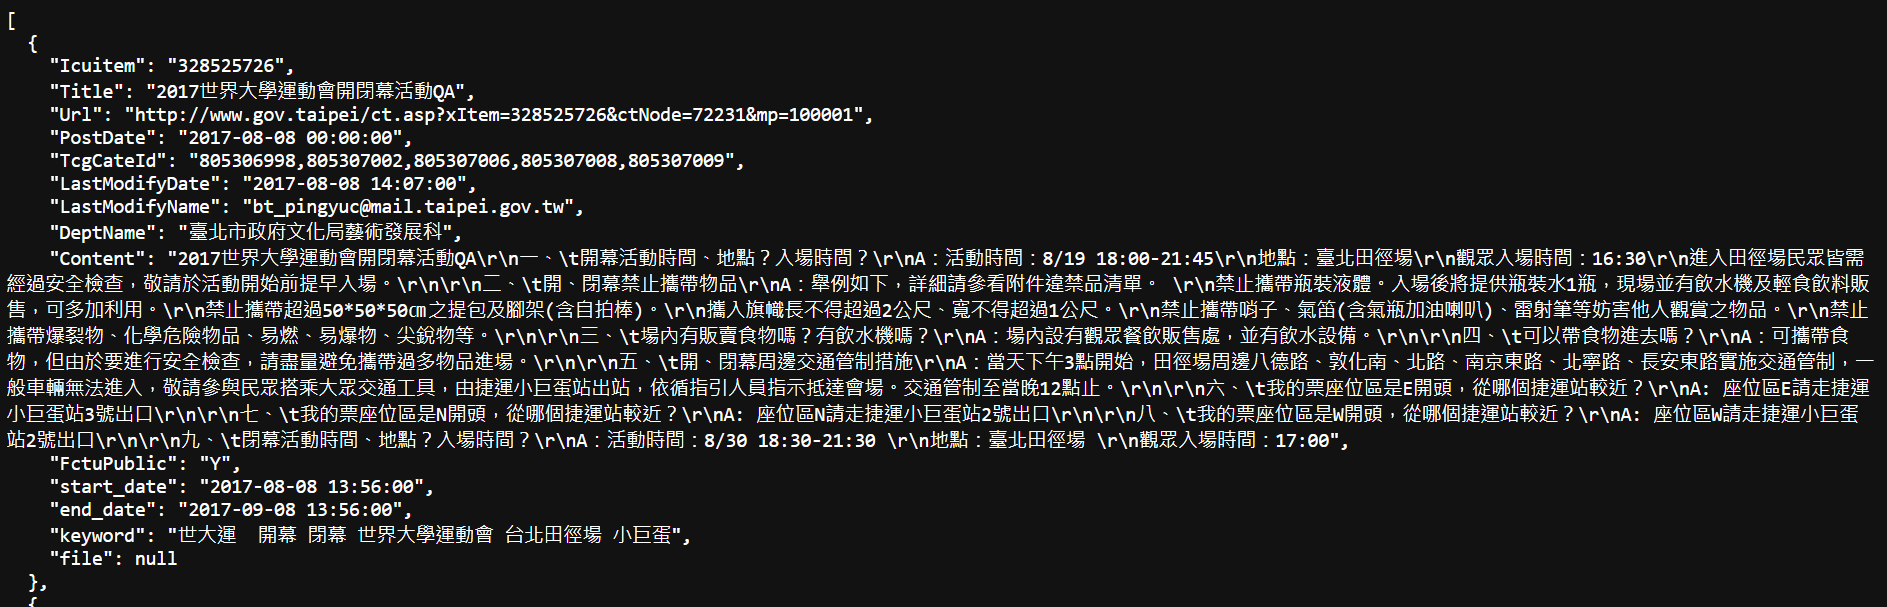 [
  {
    "Icuitem": "328525726",
    "Title": "2017世界大學運動會開閉幕活動QA",
    "Url": "http://www.gov.taipei/ct.asp?xItem=328525726&ctNode=72231&mp=100001",
    "PostDate": "2017-08-08 00:00:00",
    "TcgCateId": "805306998,805307002,805307006,805307008,805307009",
    "LastModifyDate": "2017-08-08 14:07:00",
    "LastModifyName": "bt_pingyuc@mail.taipei.gov.tw",
    "DeptName": "臺北市政府文化局藝術發展科",
    "Content": "2017世界大學運動會開閉幕活動QA\r\n一、\t開幕活動時間、地點？入場時間？\r\nA：活動時間：8/19 18:00-21:45\r\n地點：臺北田徑場\r\n觀眾入場時間：16:30\r\n進入田徑場民眾皆需
經過安全檢查，敬請於活動開始前提早入場。\r\n\r\n二、\t開、閉幕禁止攜帶物品\r\nA：舉例如下，詳細請參看附件違禁品清單。 \r\n禁止攜帶瓶裝液體。入場後將提供瓶裝水1瓶，現場並有飲水機及輕食飲料販
售，可多加利用。\r\n禁止攜帶超過50*50*50㎝之提包及腳架(含自拍棒)。\r\n攜入旗幟長不得超過2公尺、寬不得超過1公尺。\r\n禁止攜帶哨子、氣笛(含氣瓶加油喇叭)、雷射筆等妨害他人觀賞之物品。\r\n禁止
攜帶爆裂物、化學危險物品、易燃、易爆物、尖銳物等。\r\n\r\n三、\t場內有販賣食物嗎？有飲水機嗎？\r\nA：場內設有觀眾餐飲販售處，並有飲水設備。\r\n\r\n四、\t可以帶食物進去嗎？\r\nA：可攜帶食
物，但由於要進行安全檢查，請盡量避免攜帶過多物品進場。\r\n\r\n五、\t開、閉幕周邊交通管制措施\r\nA：當天下午3點開始，田徑場周邊八德路、敦化南、北路、南京東路、北寧路、長安東路實施交通管制，一
般車輛無法進入，敬請參與民眾搭乘大眾交通工具，由捷運小巨蛋站出站，依循指引人員指示抵達會場。交通管制至當晚12點止。\r\n\r\n六、\t我的票座位區是E開頭，從哪個捷運站較近？\r\nA: 座位區E請走捷運
小巨蛋站3號出口\r\n\r\n七、\t我的票座位區是N開頭，從哪個捷運站較近？\r\nA: 座位區N請走捷運小巨蛋站2號出口\r\n\r\n八、\t我的票座位區是W開頭，從哪個捷運站較近？\r\nA: 座位區W請走捷運小巨蛋
站2號出口\r\n\r\n九、\t閉幕活動時間、地點？入場時間？\r\nA：活動時間：8/30 18:30-21:30 \r\n地點：臺北田徑場 \r\n觀眾入場時間：17:00",
    "FctuPublic": "Y",
    "start_date": "2017-08-08 13:56:00",
    "end_date": "2017-09-08 13:56:00",
    "keyword": "世大運  開幕 閉幕 世界大學運動會 台北田徑場 小巨蛋",
    "file": null
  },
  {